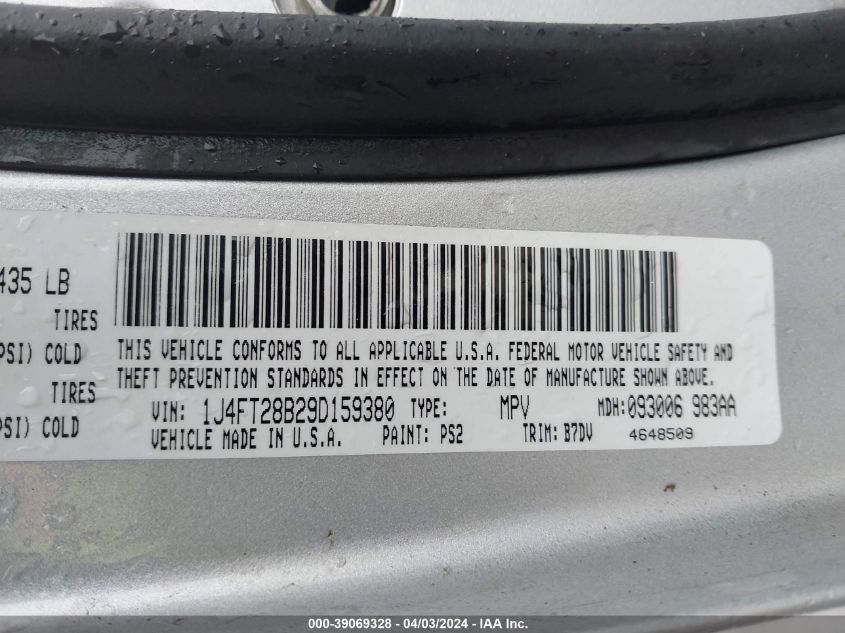 435 LB
TIRES
PSI) COLD
TIRES
PSI) COLD
THIS VEHICLE CONFORMS TO ALL APPLICABLE U.S.A. FEDERAL MOTOR VEHICLE SAFETY AND
THEFT PREVENTION STANDARDS IN EFFECT ON THE DATE OF MANUFACTURE SHOWN ABOVE.
VIN: 1J4FT28B29D159380 TYPE: MPV MDH:093006 983AA
VEHICLE MADE IN U.S.A. PAINT: PS2 TRIM: B7DV 4648509
000-39069328 - 04/03/2024 - IAA Inc.